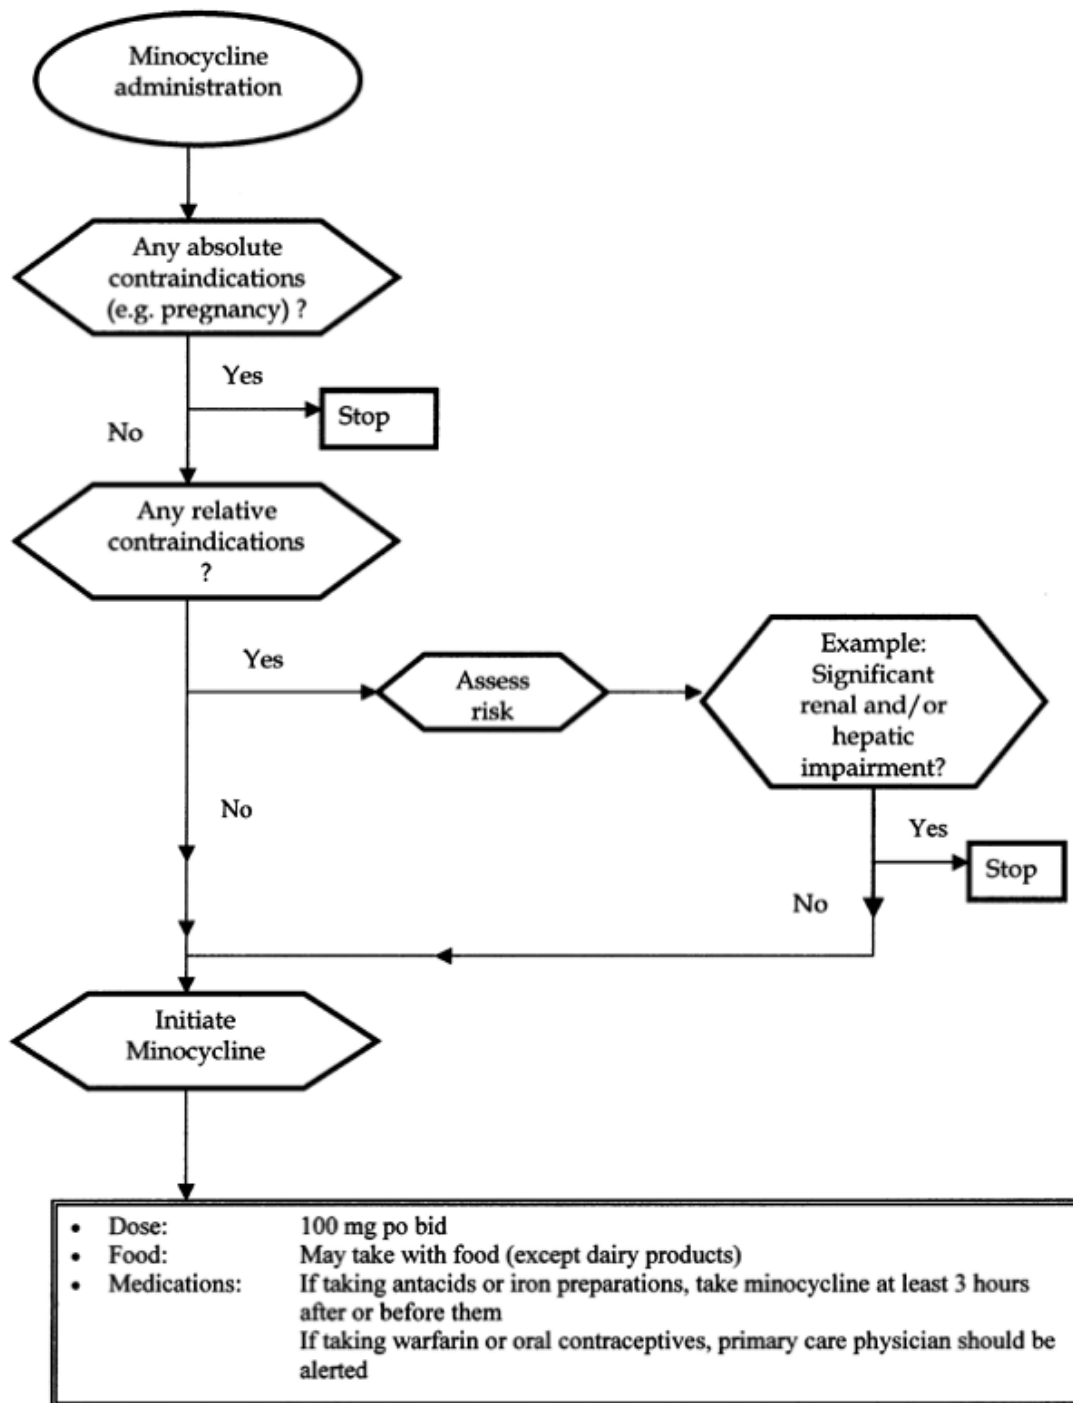 Minocycline
administration
Any absolute
contraindications
(e.g. pregnancy) ?
Yes
Stop
No
Any relative
contraindications
?
Yes
Assess
risk
Example:
Significant
renal and/or
hepatic
impairment?
No
Yes
Stop
No
Initiate
Minocycline
• Dose: 100 mg po bid
• Food: May take with food (except dairy products)
• Medications: If taking antacids or iron preparations, take minocycline at least 3 hours
after or before them
If taking warfarin or oral contraceptives, primary care physician should be
alerted